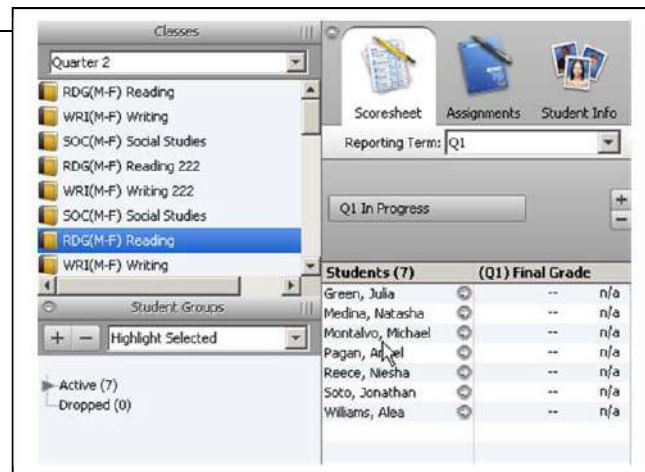 Classes
Quarter 2
RDG(M-F) Reading
WRI(M-F) Writing
SOC(M-F) Social Studies
RDG(M-F) Reading 222
WRI(M-F) Writing 222
SOC(M-F) Social Studies
RDG(M-F) Reading
WRI(M-F) Writing
Student Groups
+ - Highlight Selected
Active (7)
Dropped (0)
Scoresheet Assignments Student Info
Reporting Term: Q1
Q1 In Progress
+
-
Students (7) (Q1) Final Grade
Green, Julia -- n/a
Medina, Natasha -- n/a
Montalvo, Michael -- n/a
Pagan, -- n/a
Reece, Niesha -- n/a
Soto, Jonathan -- n/a
Williams, Alea -- n/a